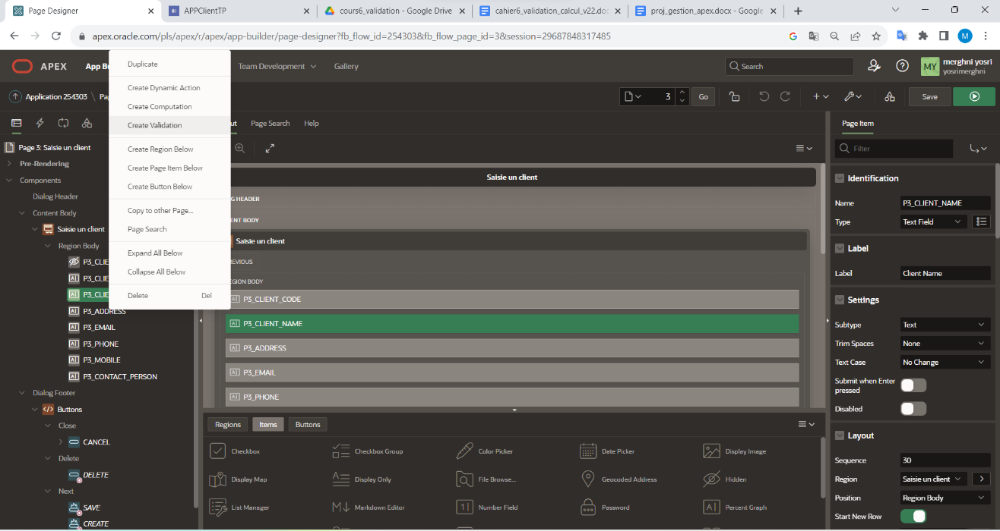 Page Designer
APPClientTP
cours6_validation - Google Drive
cahier6_validation_calcul_v22.doc
proj_gestion_apex.docx - Google
apex.oracle.com/pls/apex/r/apex/app-builder/page-designer?fb_flow_id=254303&fb_flow_page_id=3&session=29687848317485
M
APEX
App Bu
Team Development
Gallery
Search
MY
merghni yosri
yosrimerghni
Application 254303 \ Pag
3
Go
Save
Duplicate
Create Dynamic Action
Create Computation
Create Validation
Create Region Below
Create Page Item Below
Create Button Below
Copy to other Page...
Page Search
Expand All Below
Collapse All Below
Delete Del
ut
Page Search
Help
Page Item
Page 3: Saisie un client
Pre-Rendering
Components
Dialog Header
Content Body
Saisie un client
Region Body
P3_CLIE
P3_CLIE
P3_CLIE
P3_ADDRESS
P3_EMAIL
P3_PHONE
P3_MOBILE
P3_CONTACT_PERSON
Dialog Footer
Buttons
Close
CANCEL
Delete
DELETE
Next
SAVE
CREATE
Saisie un client
G HEADER
ENT BODY
Saisie un client
REVIOUS
EGION BODY
P3_CLIENT_CODE
P3_CLIENT_NAME
P3_ADDRESS
P3_EMAIL
P3_PHONE
Regions
Items
Buttons
Checkbox
Checkbox Group
Color Picker
Date Picker
Display Image
Display Map
Display Only
File Browse...
Geocoded Address
Hidden
List Manager
Markdown Editor
Number Field
Password
Percent Graph
Filter
Identification
Name P3_CLIENT_NAME
Type Text Field
Label
Label Client Name
Settings
Subtype Text
Trim Spaces None
Text Case No Change
Submit when Enter
pressed
Disabled
Layout
Sequence 30
Region Saisie un client
Position Region Body
Start New Row